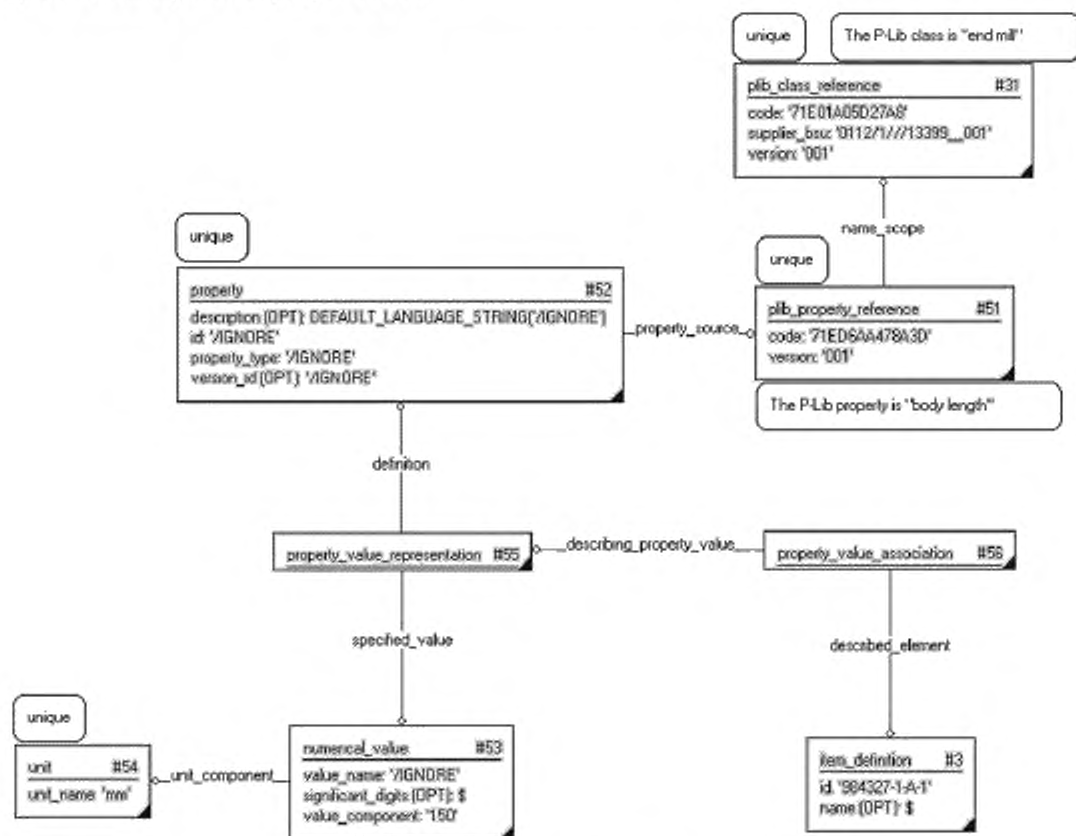 unique
The P-Lib class is "end mill"
plib_class_reference #31
code: '71E01A05D27A8'
supplier_bsu: '0112/1///13399__001'
version: '001'
name_scope
unique
unique
property #52
description (OPT): DEFAULT_LANGUAGE_STRING('/IGNORE')
id: '/IGNORE'
property_type: '/IGNORE'
version_id (OPT): '/IGNORE'
property_source
plib_property_reference #51
code: '71ED6AA478A3D'
version: '001'
The P-Lib property is "body length"
definition
property_value_representation #55
describing_property_value
property_value_association #56
specified_value
described_element
unique
unit #54
unit_name: 'mm'
unit_component
numerical_value #53
value_name: '/IGNORE'
significant_digits (OPT): $
value_component: '150'
item_definition #3
id: '984327-1-A-1'
name (OPT): $